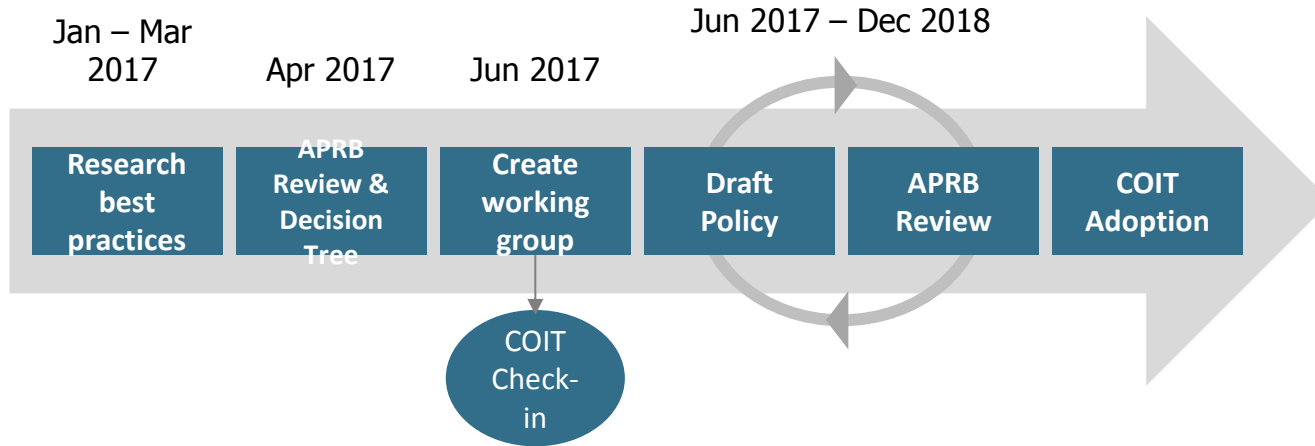 Jan – Mar
2017
Apr 2017
Jun 2017
Jun 2017 – Dec 2018
Research
best
practices
APRB
Review &
Decision
Tree
Create
working
group
Draft
Policy
APRB
Review
COIT
Adoption
COIT
Check-
in